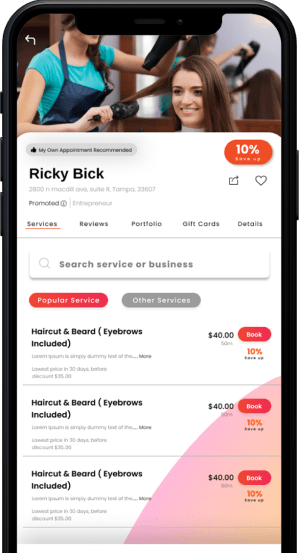 My Own Appointment Recommended
10%
Save up
Ricky Bick
2800 n macdill ave, suite R, Tampa, 33607
Promoted | Entrepreneur
Services Reviews Portfolio Gift Cards Details
Search service or business
Popular Service Other Services
Haircut & Beard ( Eyebrows
Included)
$40.00 Book
50m
Lorem Ipsum is simply dummy text of the.... More
10%
Save up
Lowest price in 30 days, before
discount $35.00
Haircut & Beard ( Eyebrows
Included)
$40.00 Book
50m
Lorem Ipsum is simply dummy text of the.... More
10%
Save up
Lowest price in 30 days, before
discount $35.00
Haircut & Beard ( Eyebrows
Included)
$40.00 Book
50m
Lorem Ipsum is simply dummy text of the.... More
10%
Save up
Lowest price in 30 days, before
discount $35.00